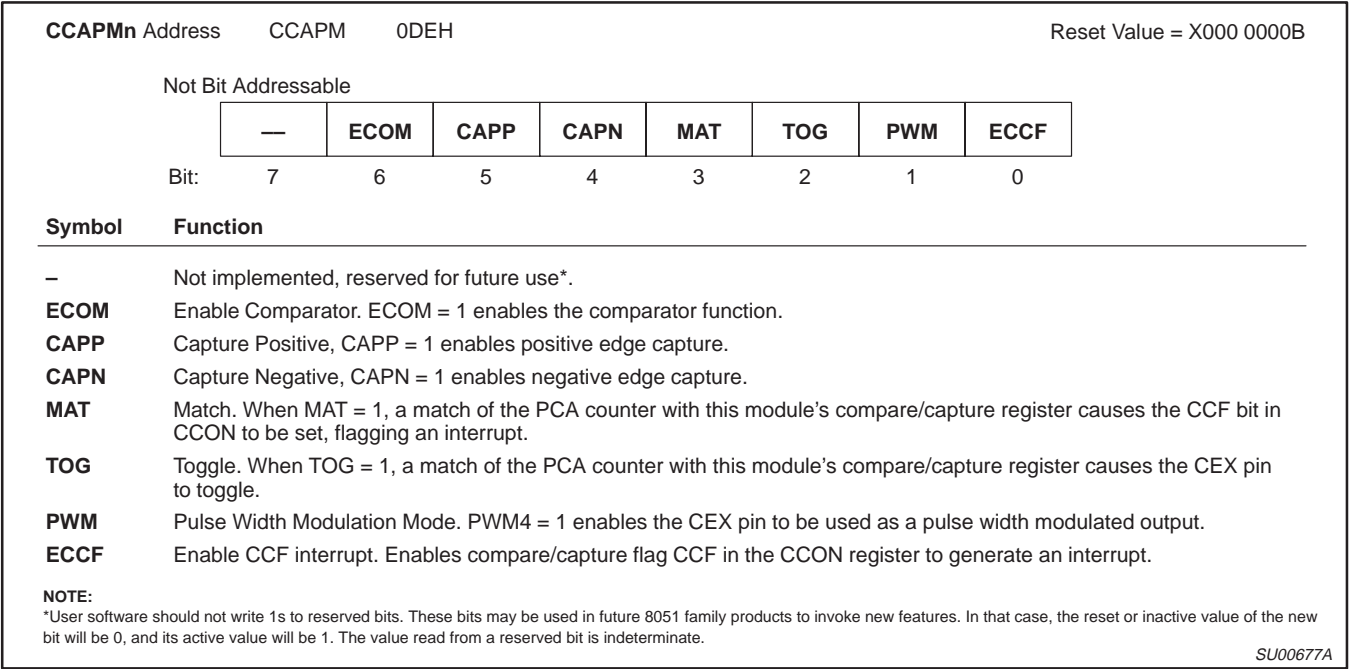 CCAPMn Address CCAPM 0DEH Reset Value = X000 0000B
Not Bit Addressable
–– ECOM CAPP CAPN MAT TOG PWM ECCF
Bit: 7 6 5 4 3 2 1 0
Symbol Function
– Not implemented, reserved for future use*.
ECOM Enable Comparator. ECOM = 1 enables the comparator function.
CAPP Capture Positive, CAPP = 1 enables positive edge capture.
CAPN Capture Negative, CAPN = 1 enables negative edge capture.
MAT Match. When MAT = 1, a match of the PCA counter with this module's compare/capture register causes the CCF bit in
CCON to be set, flagging an interrupt.
TOG Toggle. When TOG = 1, a match of the PCA counter with this module's compare/capture register causes the CEX pin
to toggle.
PWM Pulse Width Modulation Mode. PWM4 = 1 enables the CEX pin to be used as a pulse width modulated output.
ECCF Enable CCF interrupt. Enables compare/capture flag CCF in the CCON register to generate an interrupt.
NOTE:
*User software should not write 1s to reserved bits. These bits may be used in future 8051 family products to invoke new features. In that case, the reset or inactive value of the new
bit will be 0, and its active value will be 1. The value read from a reserved bit is indeterminate.
SU00677A